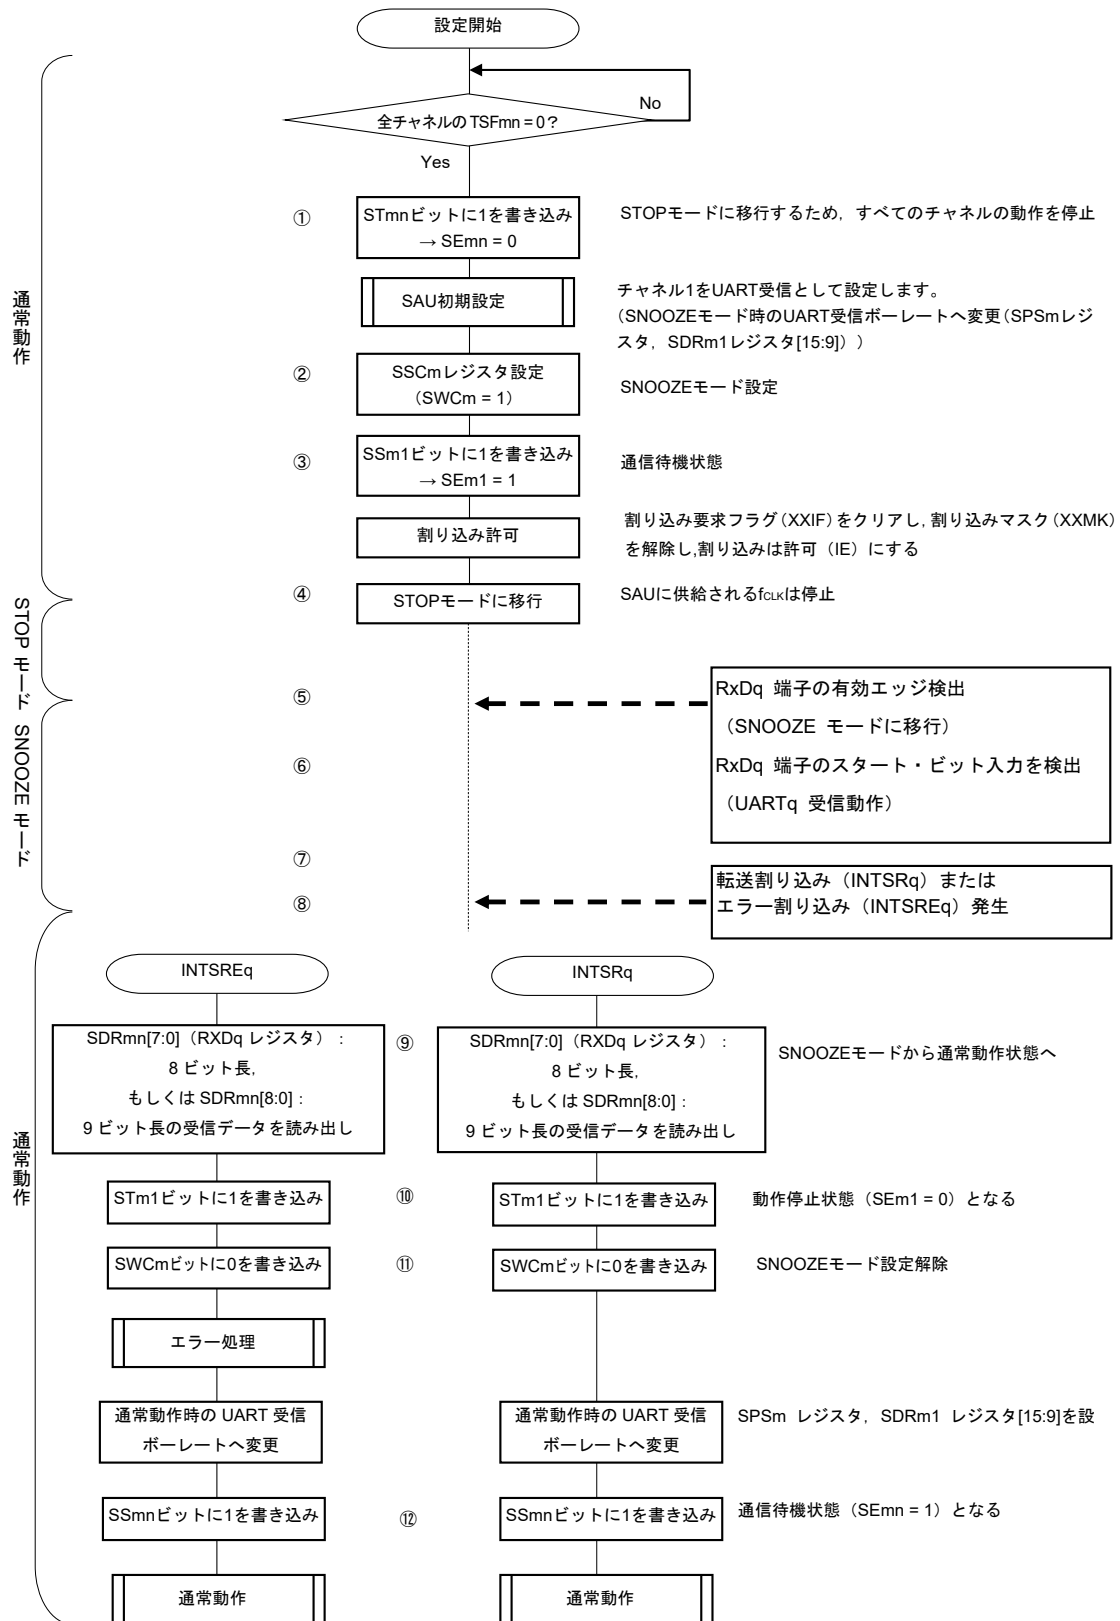 設定開始
No
全チャネルの TSFmn = 0？
Yes
通常動作
①
STmnビットに1を書き込み
→ SEmn = 0
STOPモードに移行するため，すべてのチャネルの動作を停止
SAU初期設定
チャネル1をUART受信として設定します。
（SNOOZEモード時のUART受信ボーレートへ変更（SPSmレジ
スタ，SDRm1レジスタ[15:9]））
②
SSCmレジスタ設定
（SWCm = 1）
SNOOZEモード設定
③
SSm1ビットに1を書き込み
→ SEm1 = 1
通信待機状態
割り込み許可
割り込み要求フラグ（XXIF）をクリアし, 割り込みマスク（XXMK）
を解除し,割り込みは許可（IE）にする
④
STOPモードに移行
SAUに供給されるfCLKは停止
STOP モード
SNOOZE モード
⑤
RxDq 端子の有効エッジ検出
（SNOOZE モードに移行）
⑥
RxDq 端子のスタート・ビット入力を検出
（UARTq 受信動作）
⑦
⑧
転送割り込み（INTSRq）または
エラー割り込み（INTSREq）発生
通常動作
INTSREq
INTSRq
SDRmn[7:0]（RXDq レジスタ）：
8 ビット長,
もしくは SDRmn[8:0]：
9 ビット長の受信データを読み出し
⑨
SDRmn[7:0]（RXDq レジスタ）：
8 ビット長,
もしくは SDRmn[8:0]：
9 ビット長の受信データを読み出し
SNOOZEモードから通常動作状態へ
STm1ビットに1を書き込み
⑩
STm1ビットに1を書き込み
動作停止状態（SEm1 = 0）となる
SWCmビットに0を書き込み
⑪
SWCmビットに0を書き込み
SNOOZEモード設定解除
エラー処理
通常動作時の UART 受信
ボーレートへ変更
通常動作時の UART 受信
ボーレートへ変更
SPSm レジスタ，SDRm1 レジスタ[15:9]を設
SSmnビットに1を書き込み
⑫
SSmnビットに1を書き込み
通信待機状態（SEmn = 1）となる
通常動作
通常動作